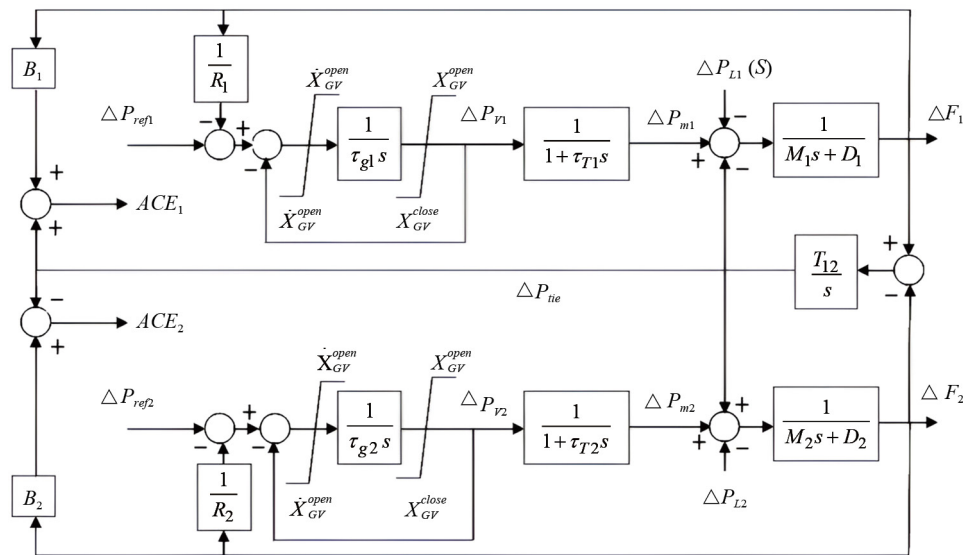 B₁
1/R₁
△P_ref1
−
−
+
−
Ẋ_GV^open
Ẋ_GV^open
1/(τ_g1 s)
X_GV^open
X_GV^close
△P_V1
1/(1 + τ_T1 s)
△P_m1
△P_L1 (S)
−
+
−
1/(M₁s + D₁)
△F₁
+
+
ACE₁
T₁₂/s
+
−
△P_tie
−
+
ACE₂
△P_ref2
−
−
+
−
Ẋ_GV^open
Ẋ_GV^open
1/(τ_g2 s)
X_GV^open
X_GV^close
△P_V2
1/(1 + τ_T2 s)
△P_m2
+
+
−
1/(M₂s + D₂)
△F₂
B₂
1/R₂
△P_L2